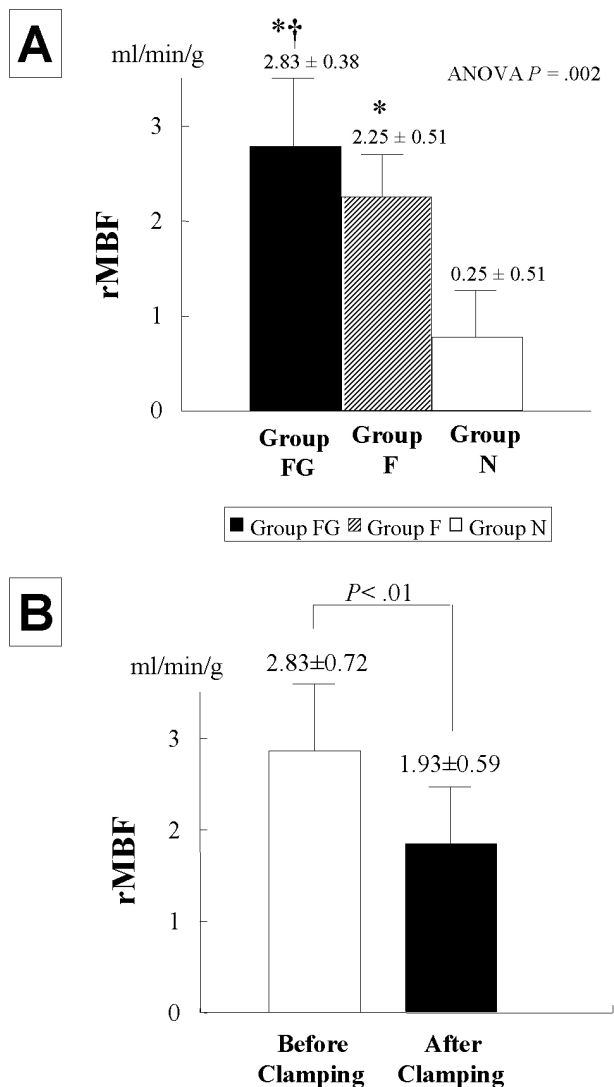 A
*†
ml/min/g
2.83 ± 0.38
ANOVA P = .002
*
2.25 ± 0.51
3
2
0.25 ± 0.51
1
0
rMBF
Group FG
Group F
Group N
Group FG Group F Group N
B
P< .01
ml/min/g
2.83±0.72
1.93±0.59
3
2
1
0
rMBF
Before Clamping
After Clamping